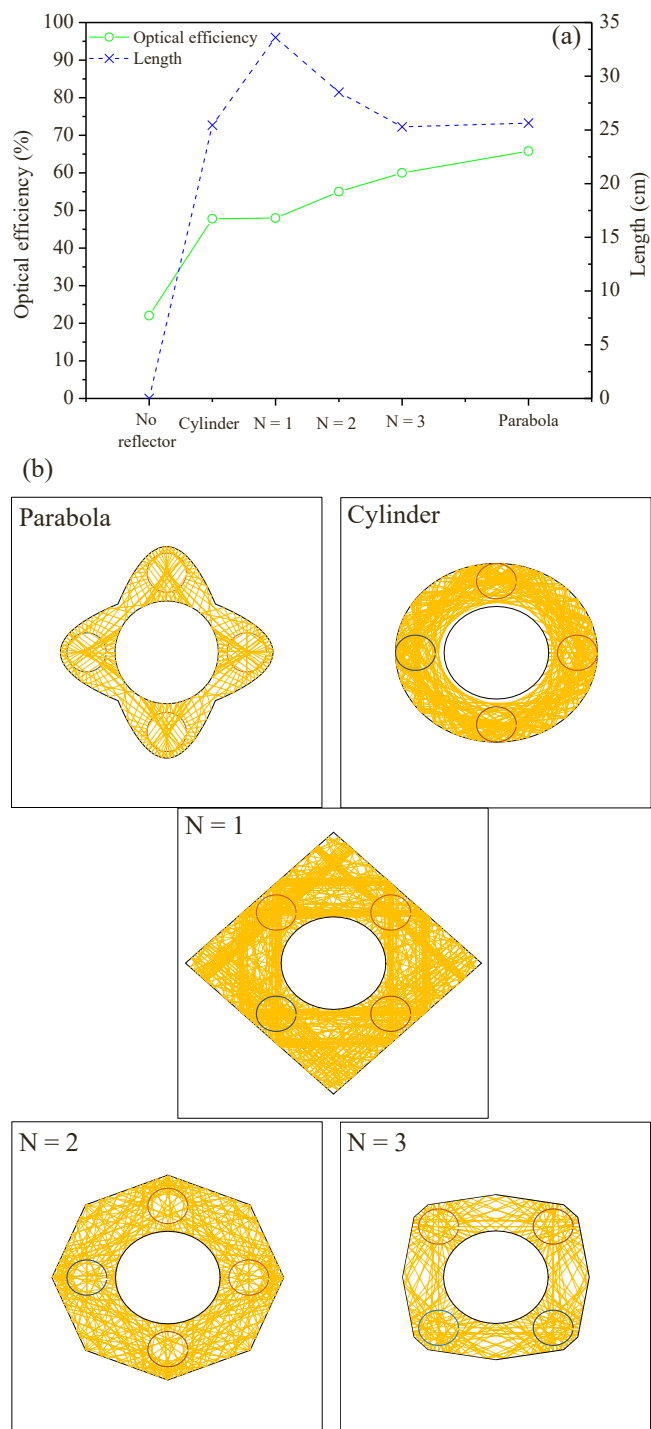 (a)
Optical efficiency
Length
100
90
80
70
60
50
40
30
20
10
0
Optical efficiency (%)
35
30
25
20
15
10
5
0
Length (cm)
No
reflector
Cylinder
N = 1
N = 2
N = 3
Parabola
(b)
Parabola
Cylinder
N = 1
N = 2
N = 3